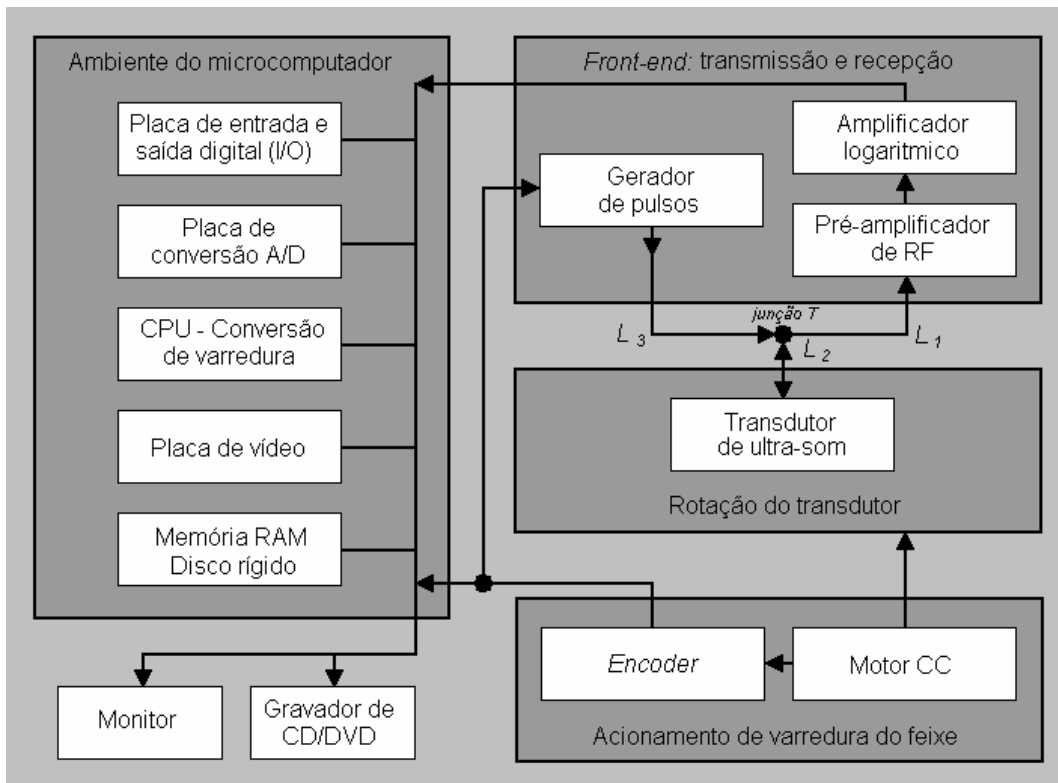 Ambiente do microcomputador
Placa de entrada e
saída digital (I/O)
Placa de
conversão A/D
CPU - Conversão
de varredura
Placa de vídeo
Memória RAM
Disco rígido
Monitor
Gravador de
CD/DVD
Front-end: transmissão e recepção
Gerador
de pulsos
Amplificador
logaritmico
Pré-amplificador
de RF
junção T
L 3
L 2
L 1
Transdutor
de ultra-som
Rotação do transdutor
Encoder
Motor CC
Acionamento de varredura do feixe